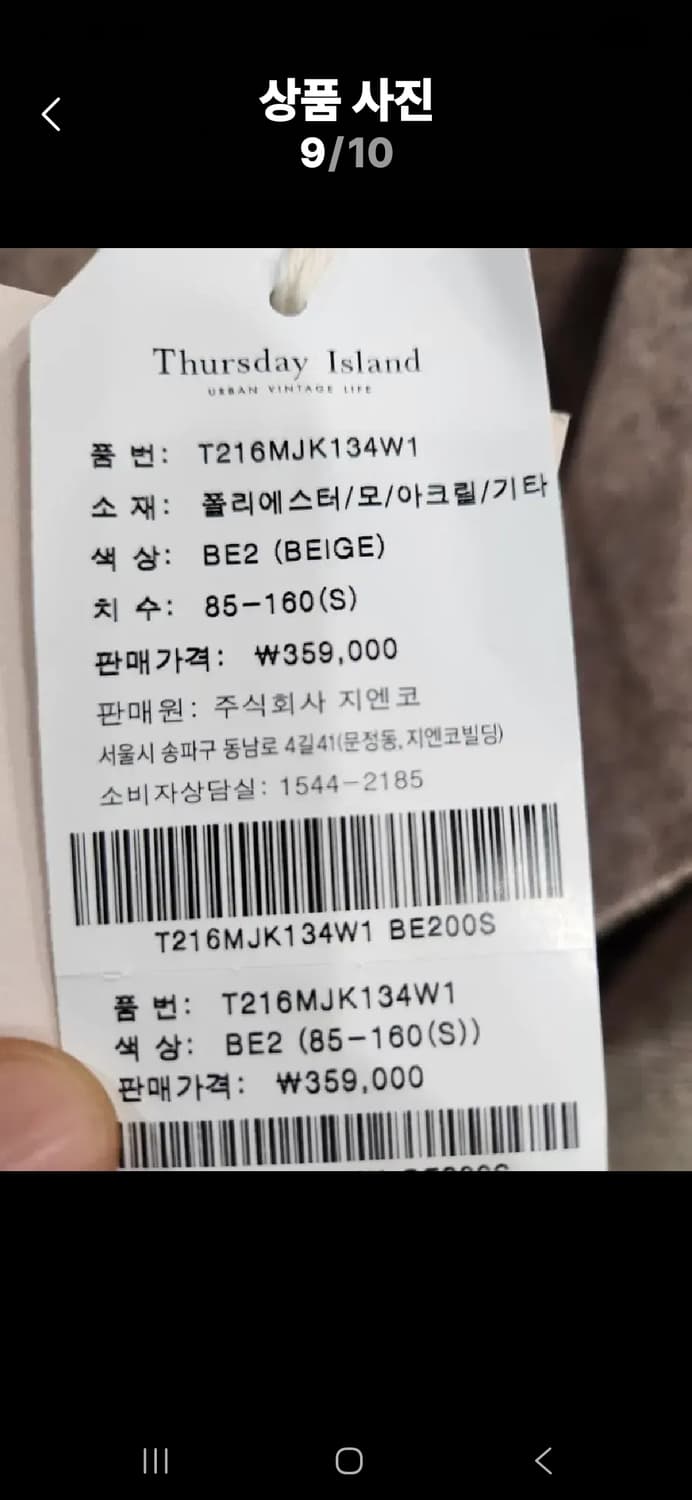 상품 사진
9/10
Thursday Island
URBAN VINTAGE LIFE
품 번: T216MJK134W1
소 재: 폴리에스터/모/아크릴/기타
색 상: BE2 (BEIGE)
치 수: 85-160(S)
판매가격: ₩359,000
판매원: 주식회사 지엔코
서울시 송파구 동남로 4길41(문정동, 지엔코빌딩)
소비자상담실: 1544-2185
T216MJK134W1 BE200S
품 번: T216MJK134W1
색 상: BE2 (85-160(S))
판매가격: ₩359,000